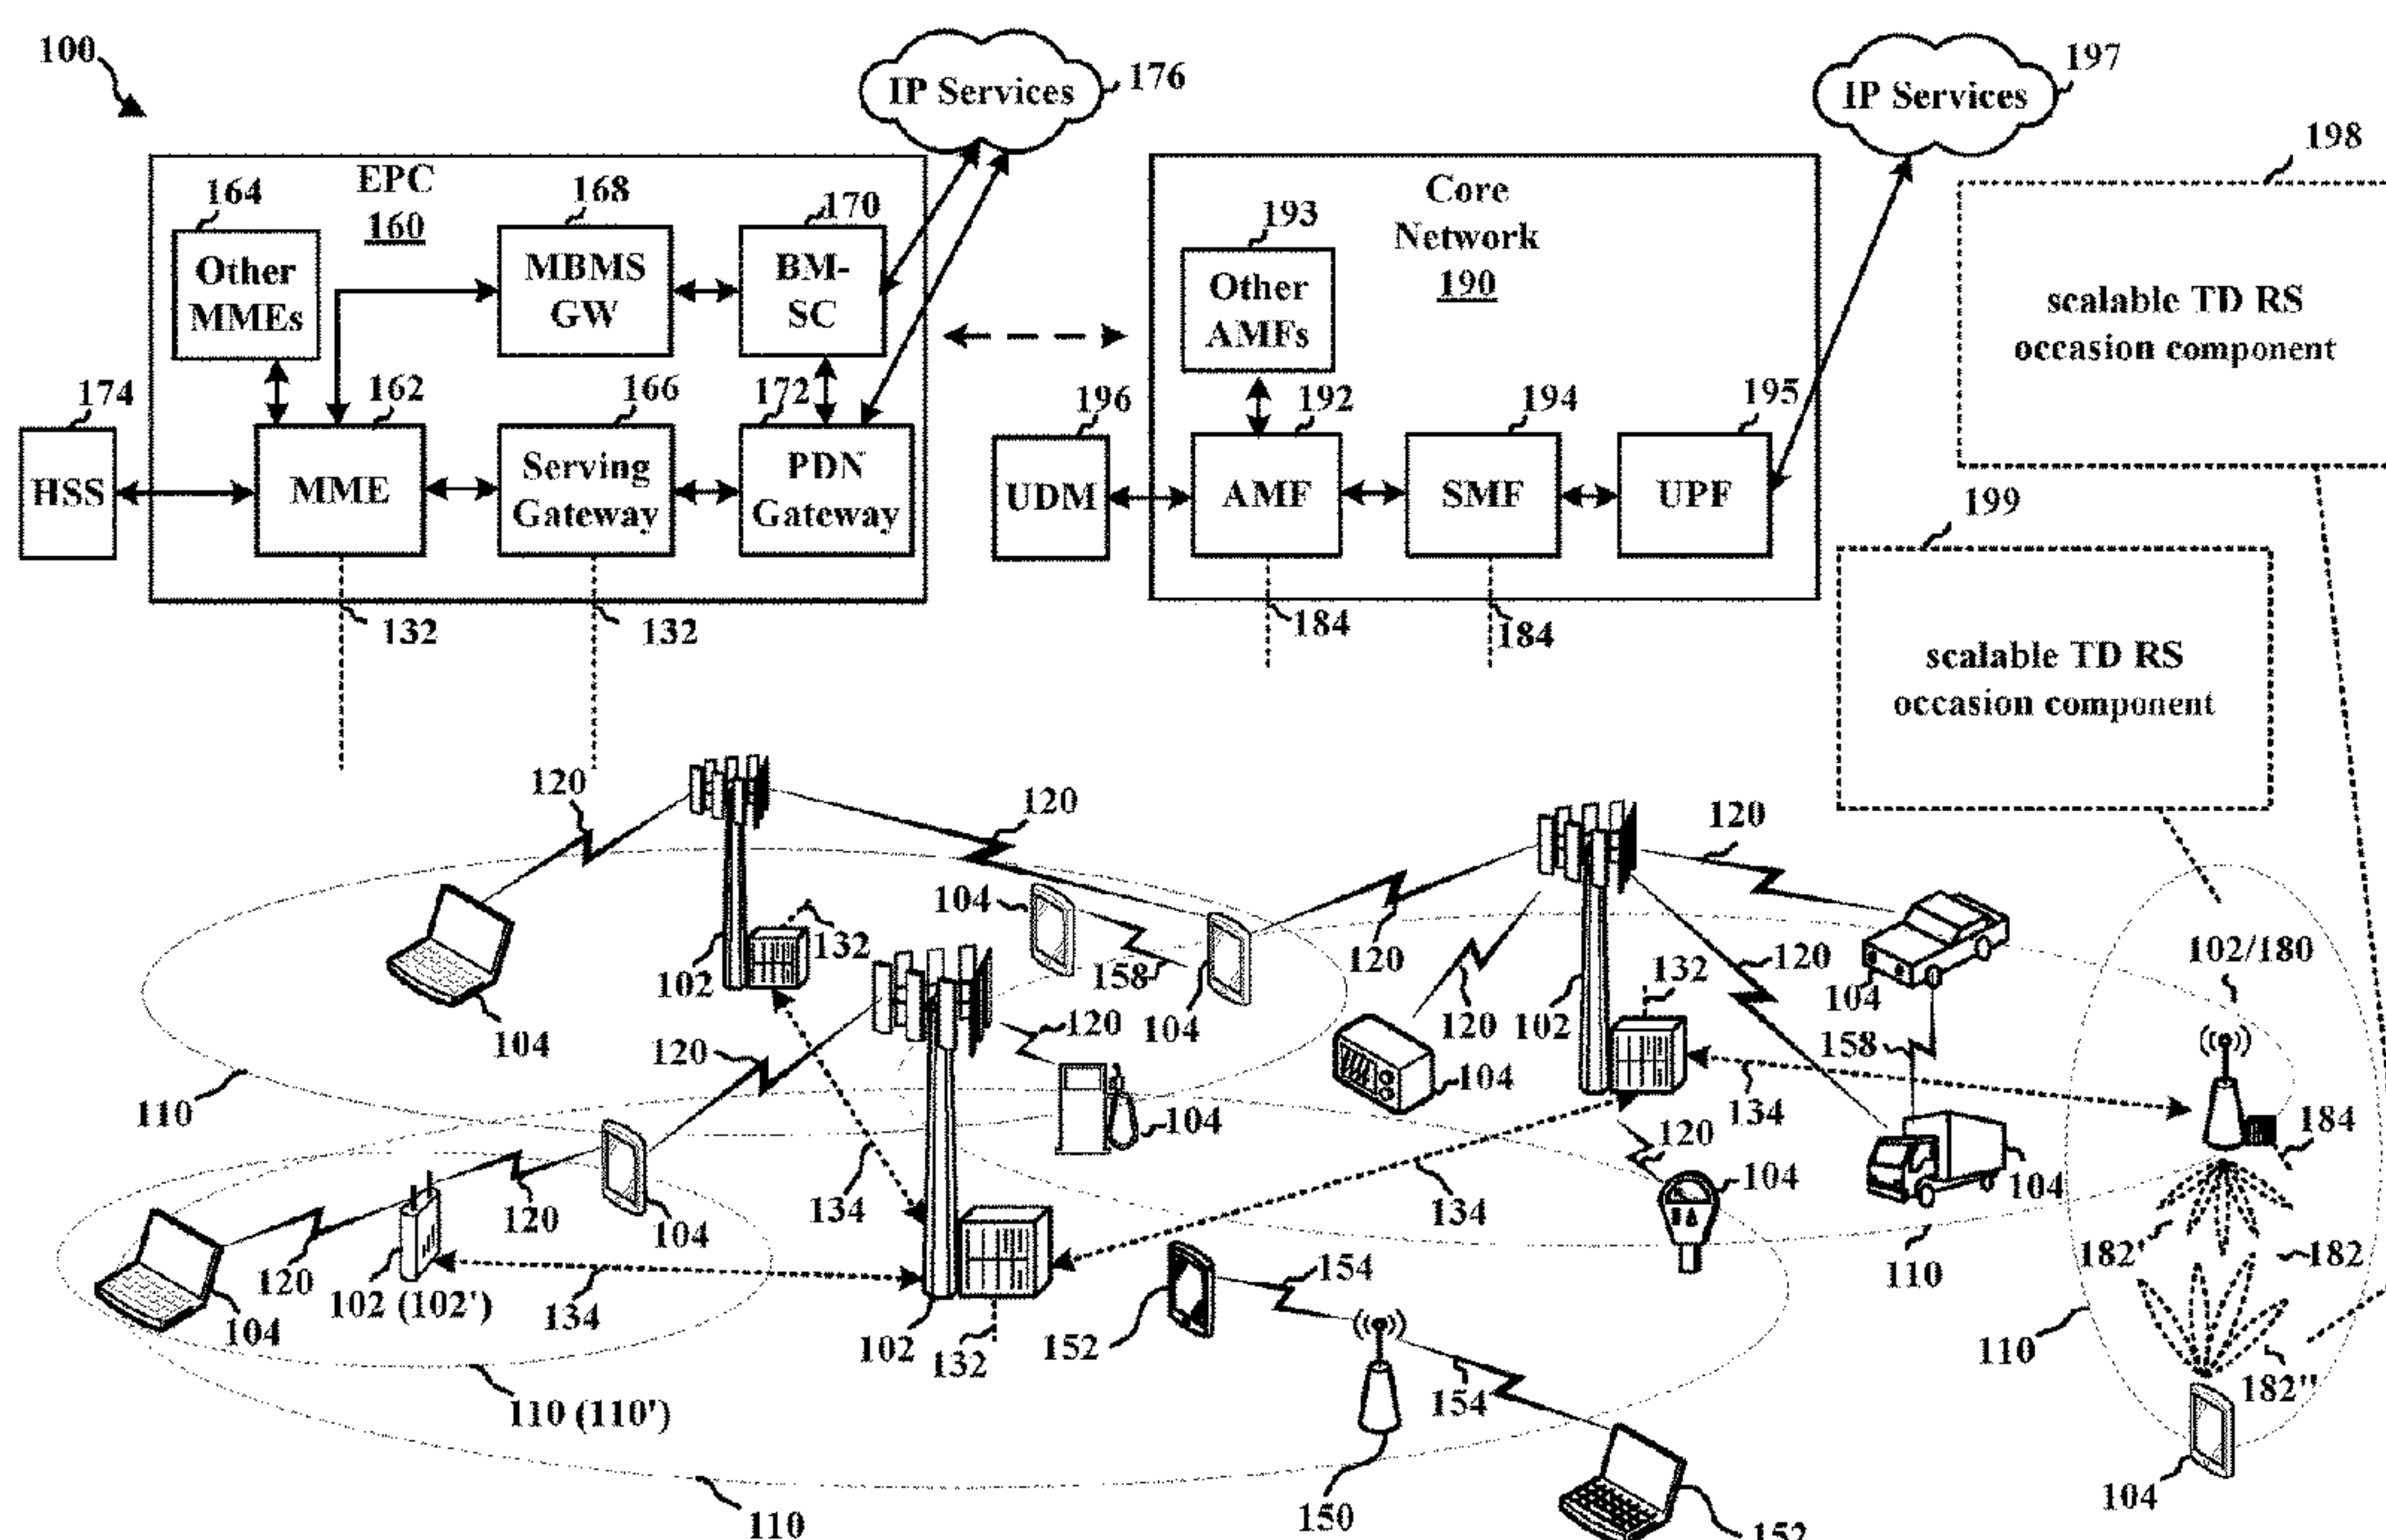 100
IP Services
176
IP Services
197
198
EPC
160
164
168
170
Other
MMEs
MBMS
GW
BM-
SC
Core
Network
190
193
Other
AMFs
scalable TD RS
occasion component
174
162
166
172
196
192
194
195
HSS
MME
Serving
Gateway
PDN
Gateway
UDM
AMF
SMF
UPF
199
132
132
184
184
scalable TD RS
occasion component
120
120
120
104
102
132
158
104
120
120
120
104
102/180
104
120
120
120
102
132
104
158
110
104
104
134
184
134
120
104
134
104
120
104
102 (102')
120
104
134
102
132
152
154
110
182'
182
110 (110')
154
110
182"
104
110
150
152